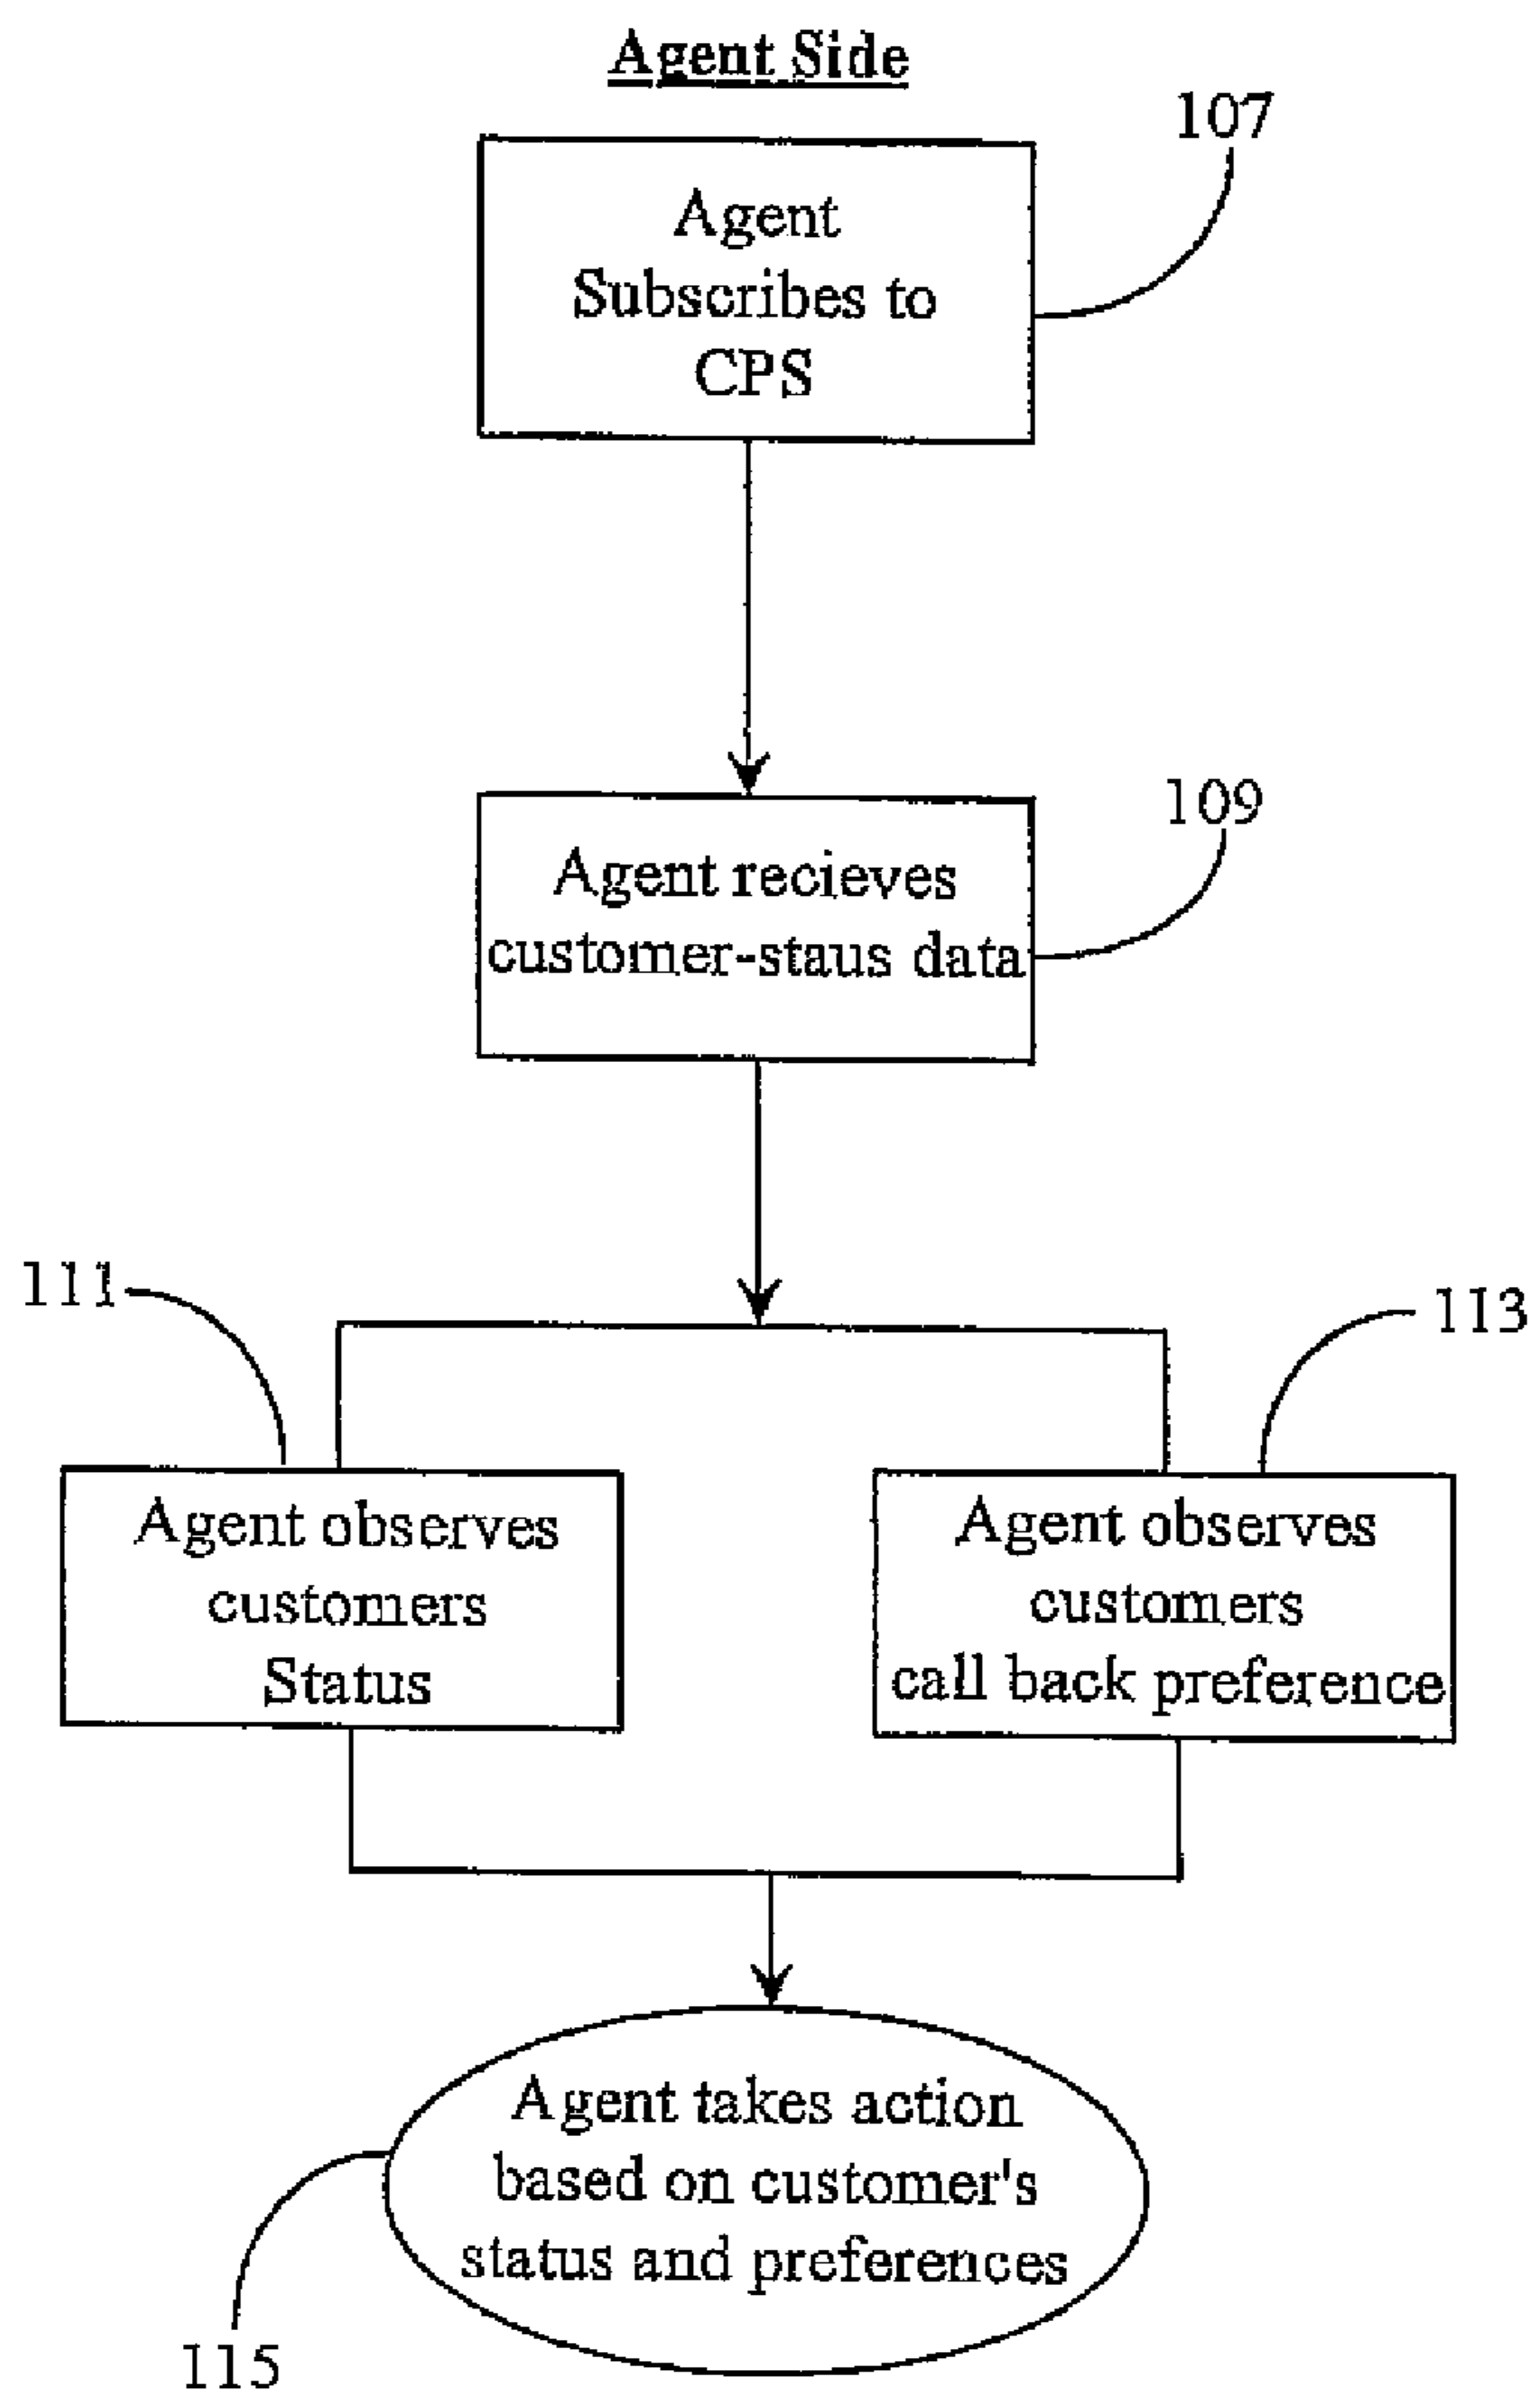 Agent Side
107
Agent
Subscribes to
CPS
109
Agent recieves
customer-staus data
111
113
Agent observes
customers
Status
Agent observes
customers
call back preference
Agent takes action
based on customer's
status and preferences
115